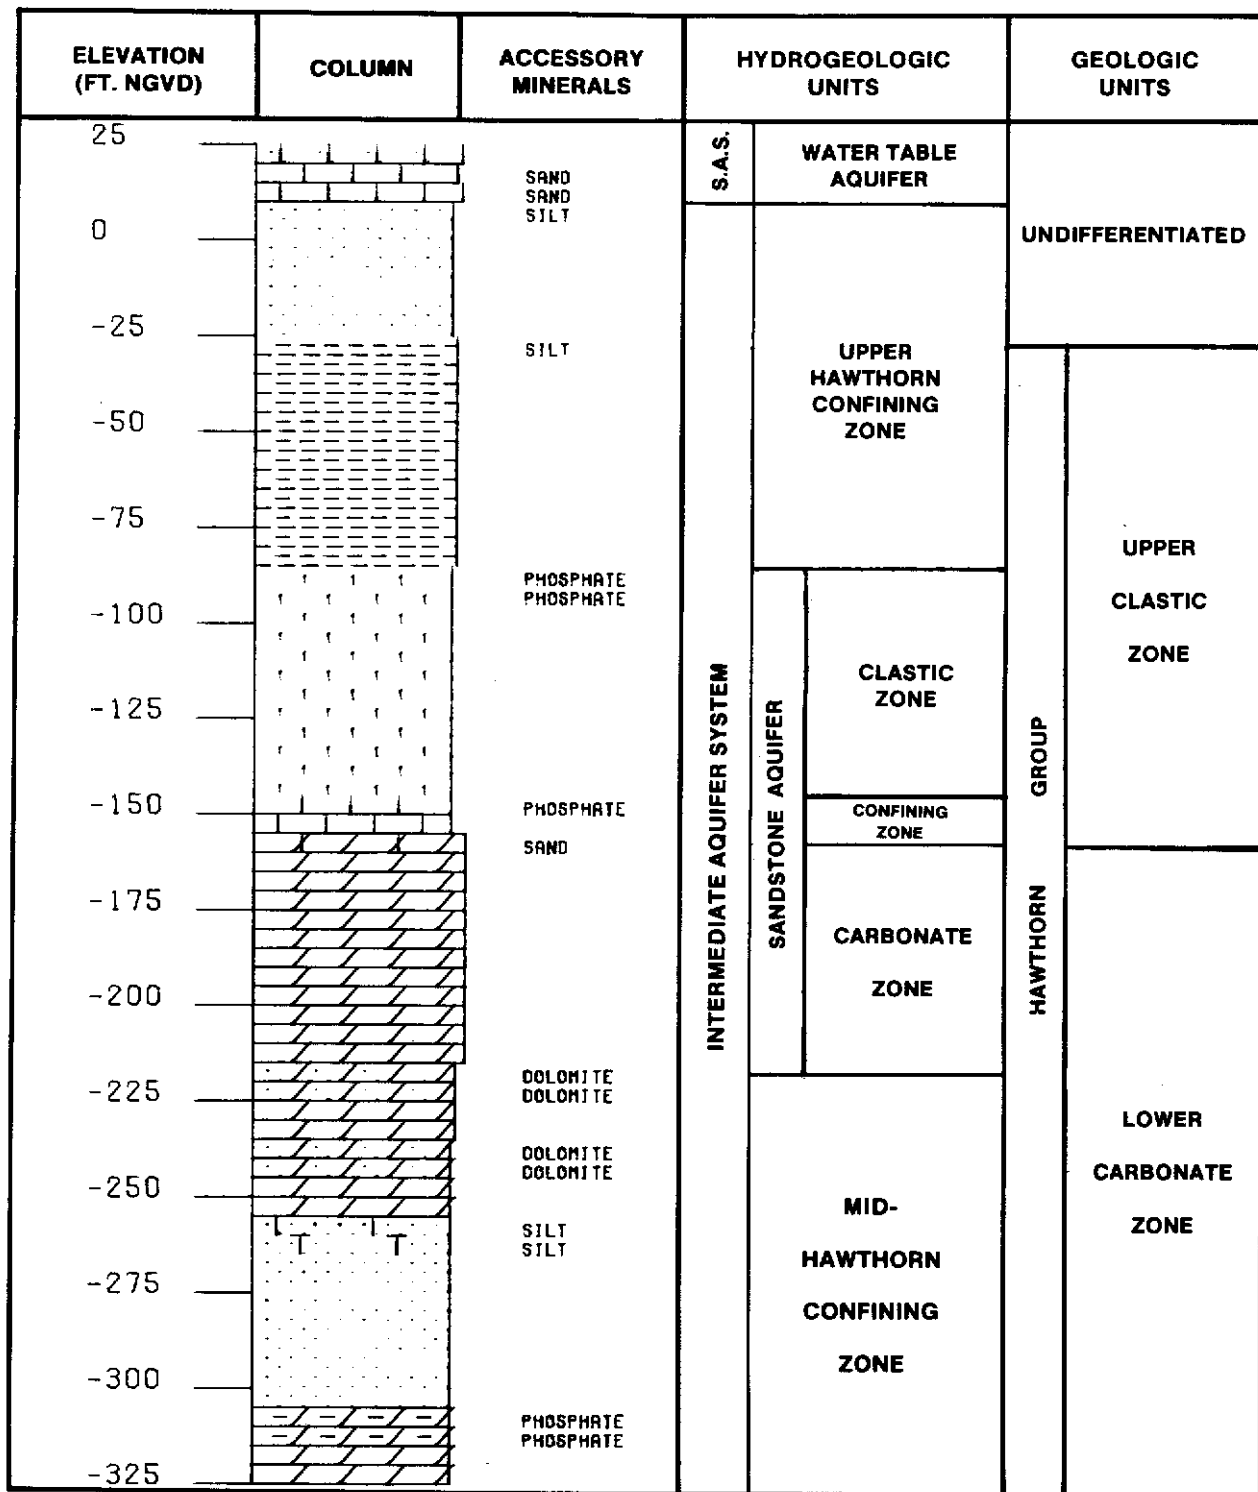 ELEVATION
(FT. NGVD)
COLUMN
ACCESSORY
MINERALS
HYDROGEOLOGIC
UNITS
GEOLOGIC
UNITS
25
0
-25
-50
-75
-100
-125
-150
-175
-200
-225
-250
-275
-300
-325
SAND
SAND
SILT
SILT
PHOSPHATE
PHOSPHATE
PHOSPHATE
SAND
DOLOMITE
DOLOMITE
DOLOMITE
DOLOMITE
SILT
SILT
PHOSPHATE
PHOSPHATE
S.A.S.
WATER TABLE
AQUIFER
INTERMEDIATE AQUIFER SYSTEM
UPPER
HAWTHORN
CONFINING
ZONE
SANDSTONE AQUIFER
CLASTIC
ZONE
CONFINING
ZONE
CARBONATE
ZONE
MID-
HAWTHORN
CONFINING
ZONE
UNDIFFERENTIATED
HAWTHORN GROUP
UPPER
CLASTIC
ZONE
LOWER
CARBONATE
ZONE